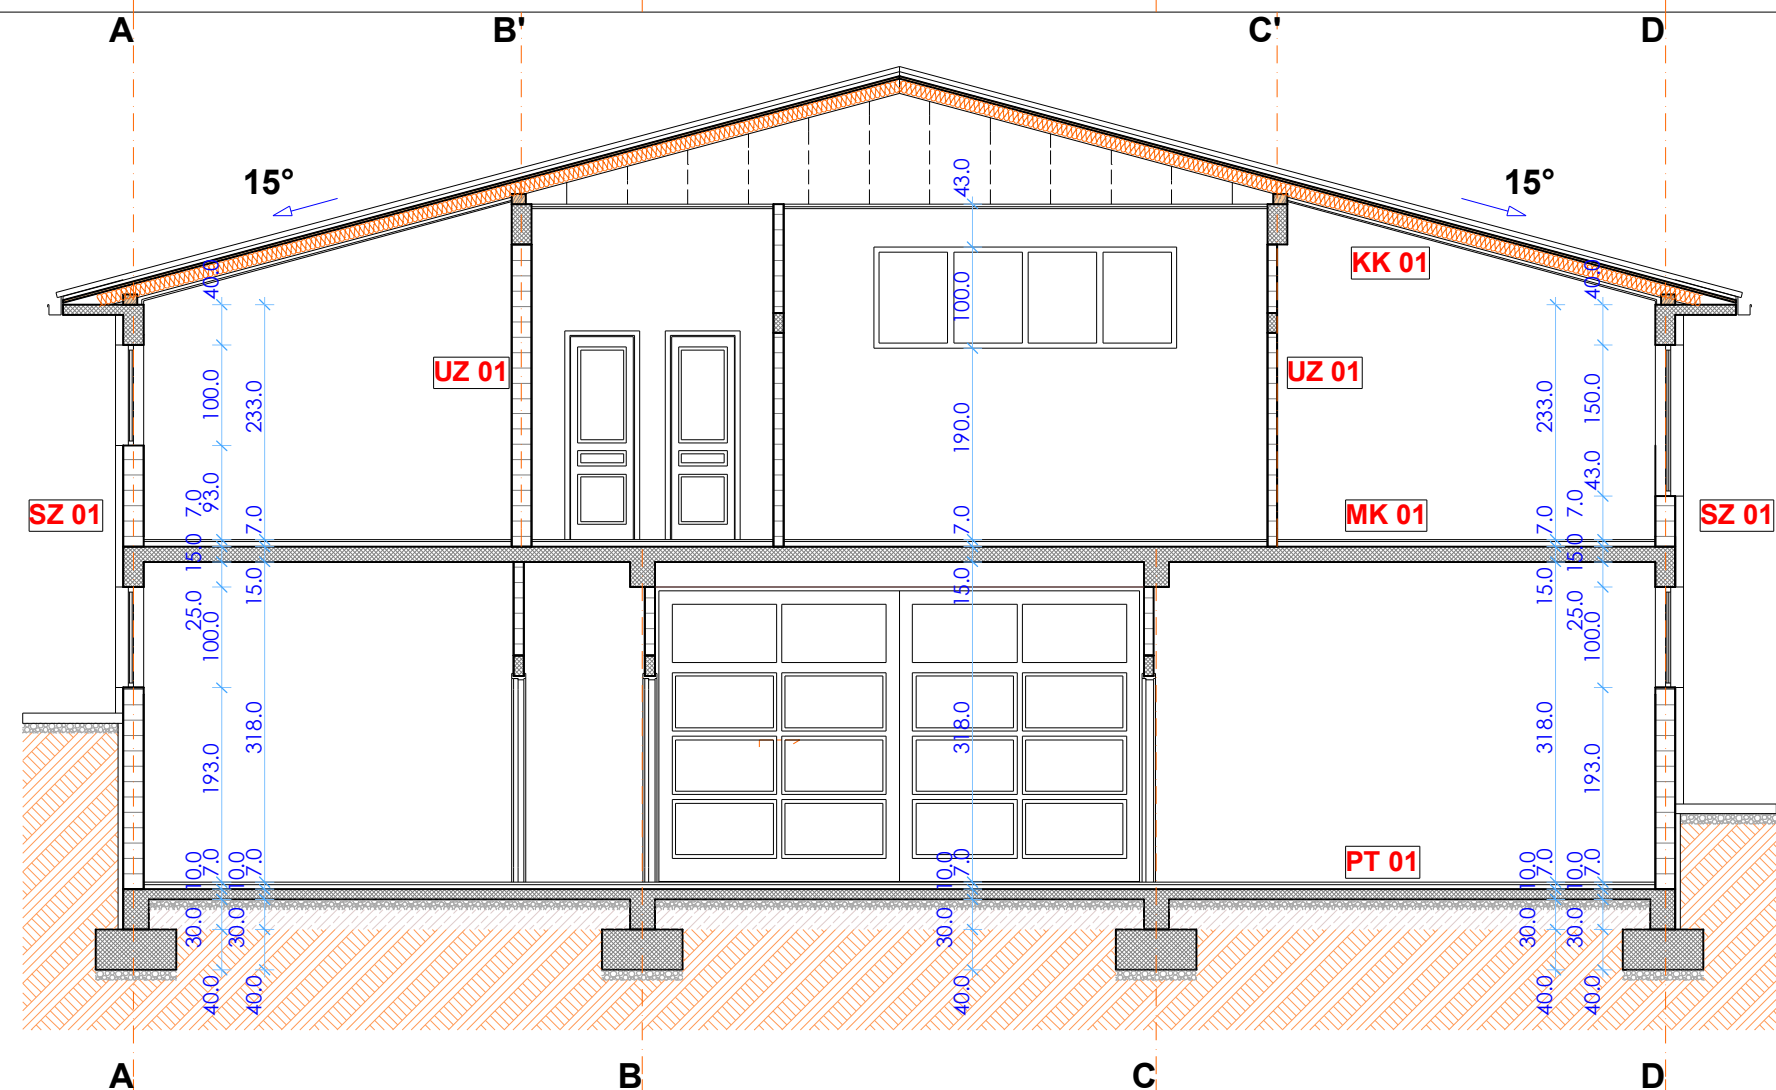 A B' C' D
15° 15°
43.0
40.0 40.0
KK 01
100.0
UZ 01 UZ 01
100.0 233.0 190.0 233.0 150.0
7.0 93.0 7.0 7.0 7.0 7.0 43.0
SZ 01 MK 01 SZ 01
15.0 15.0 15.0 15.0 15.0
25.0 100.0 25.0 100.0
193.0 318.0 318.0 318.0 193.0
PT 01
10.0 7.0 10.0 7.0 10.0 7.0 10.0 7.0 10.0 7.0
30.0 30.0 30.0 30.0 30.0
40.0 40.0 40.0 40.0 40.0
A B C D